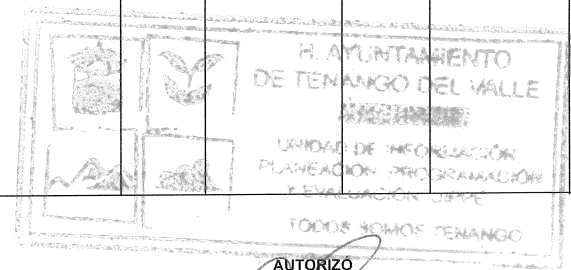 H. AYUNTAMIENTO
DE TENANGO DEL VALLE
UNIDAD DE INFORMACIÓN
PLANEACIÓN PROGRAMACIÓN
Y EVALUACIÓN UIPPE
TODOS SOMOS TENANGO
AUTORIZÓ